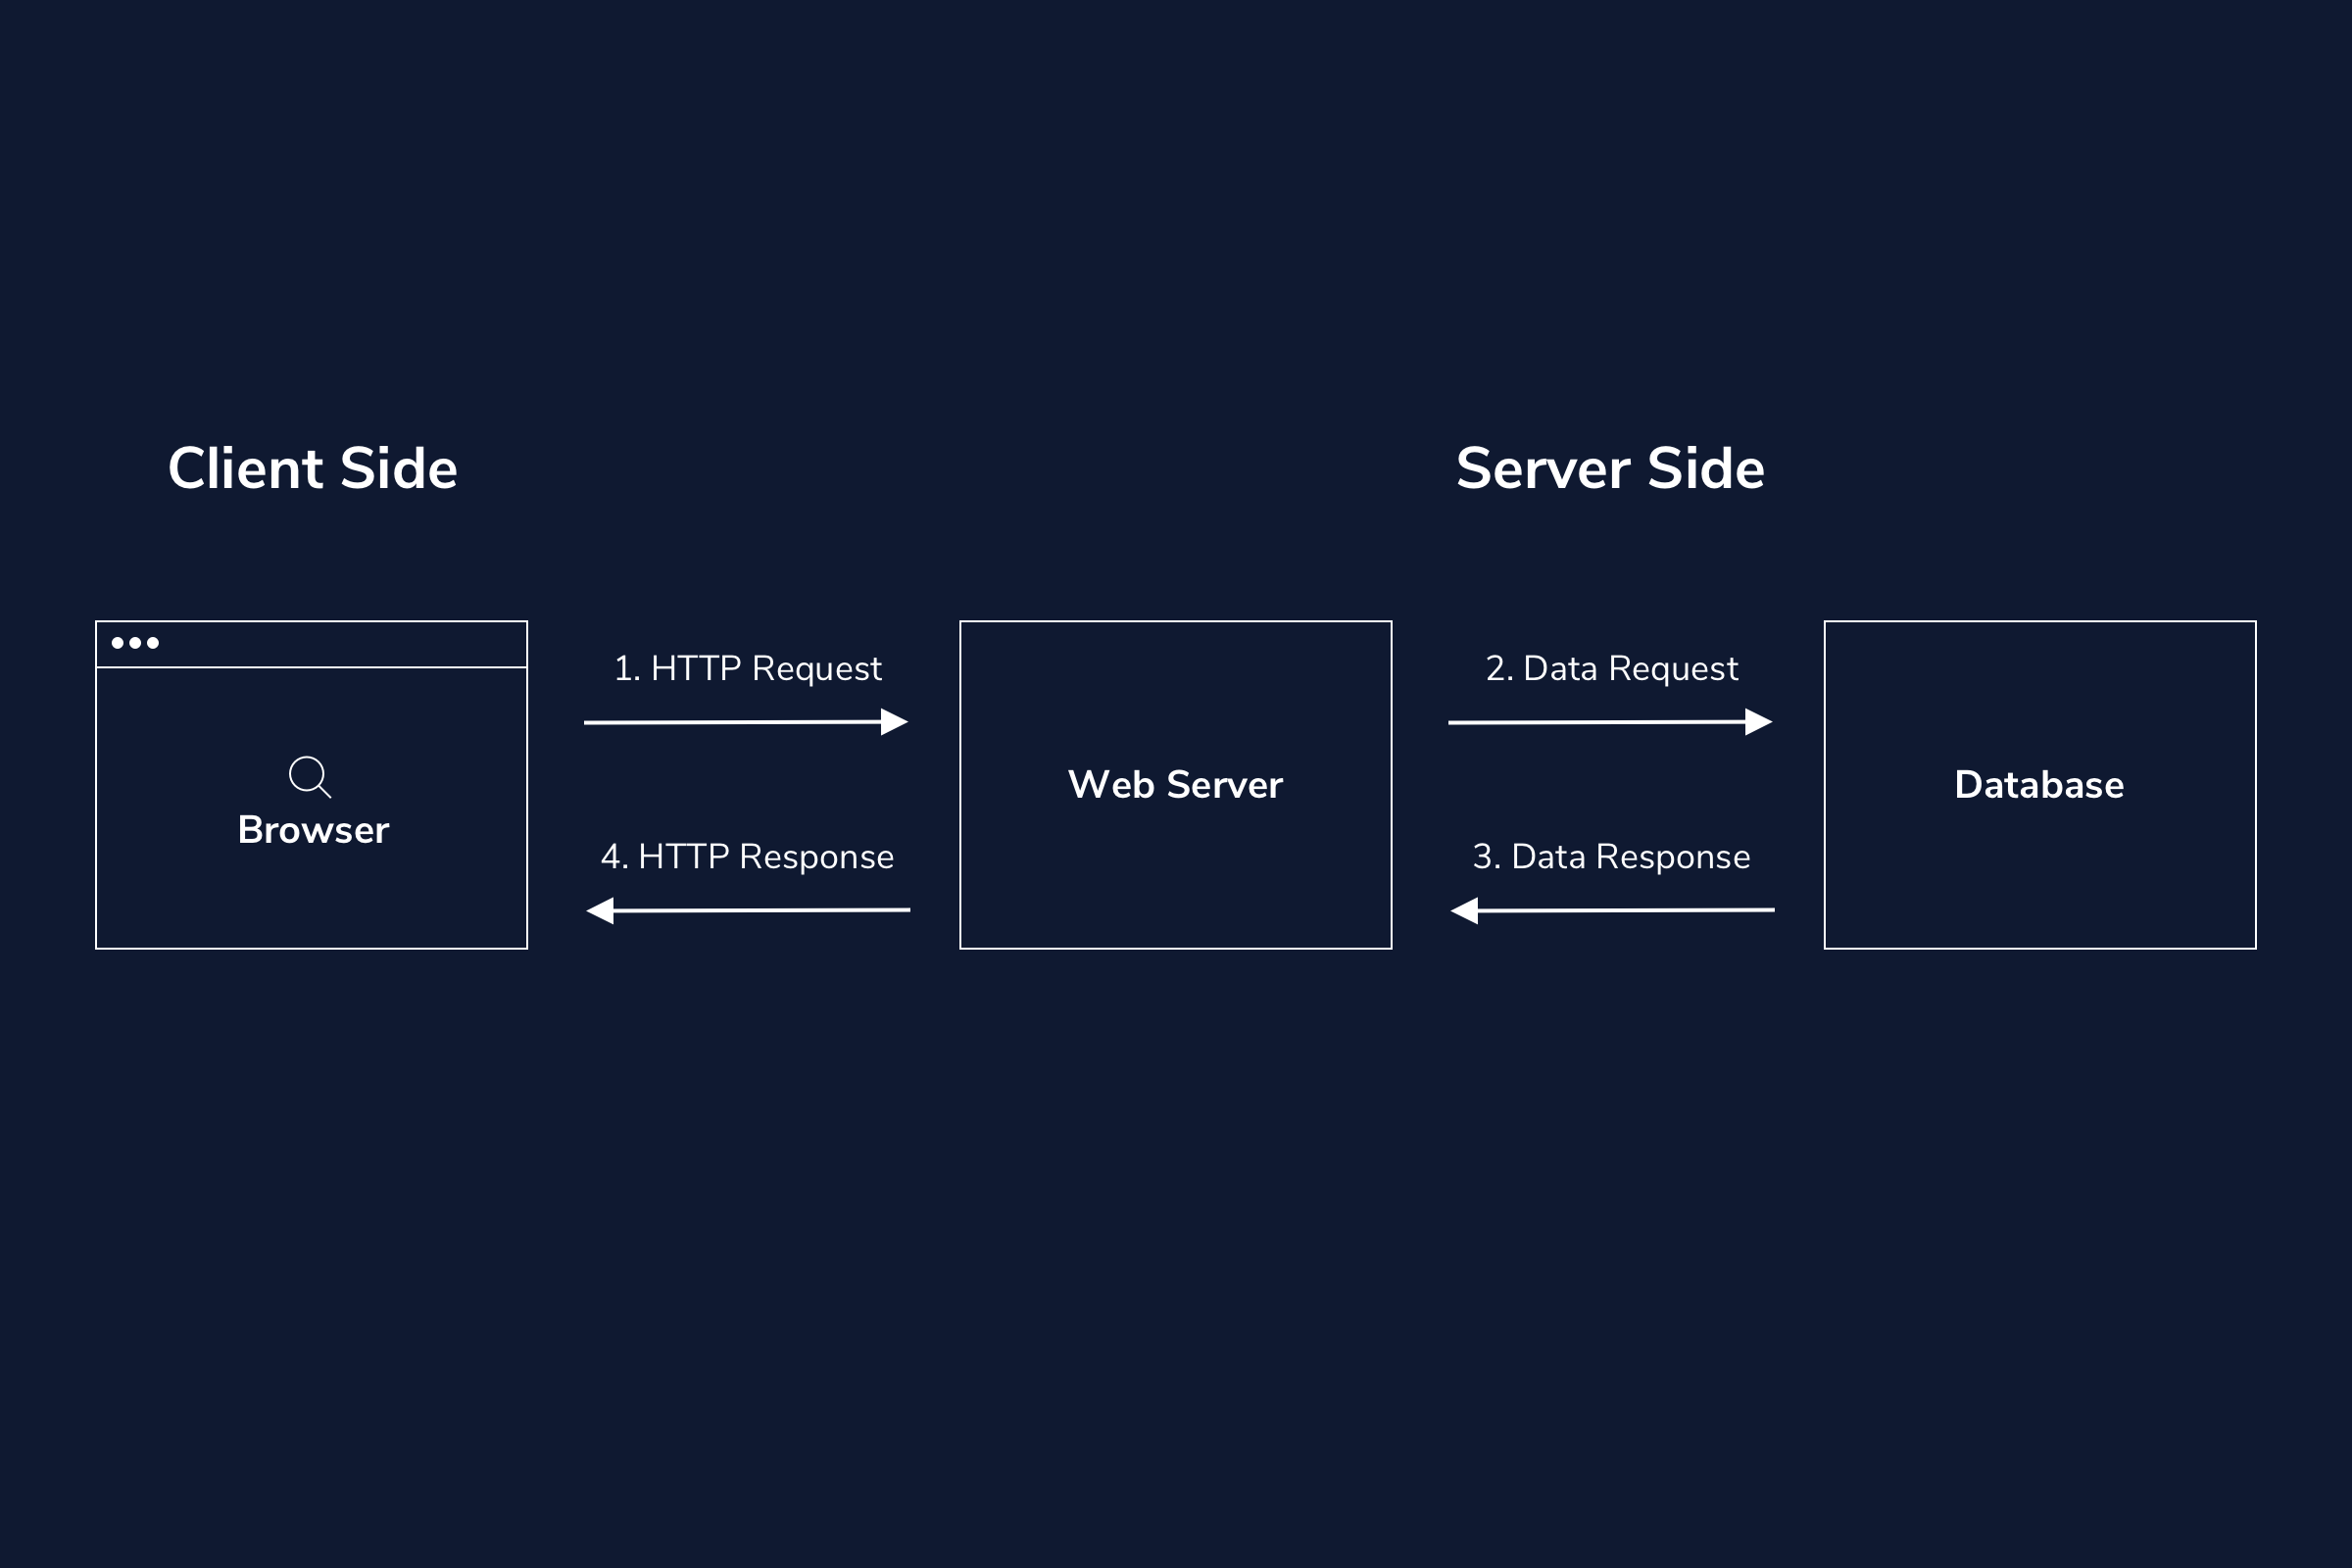 Client Side
Server Side
1. HTTP Request
2. Data Request
Browser
Web Server
Database
4. HTTP Response
3. Data Response